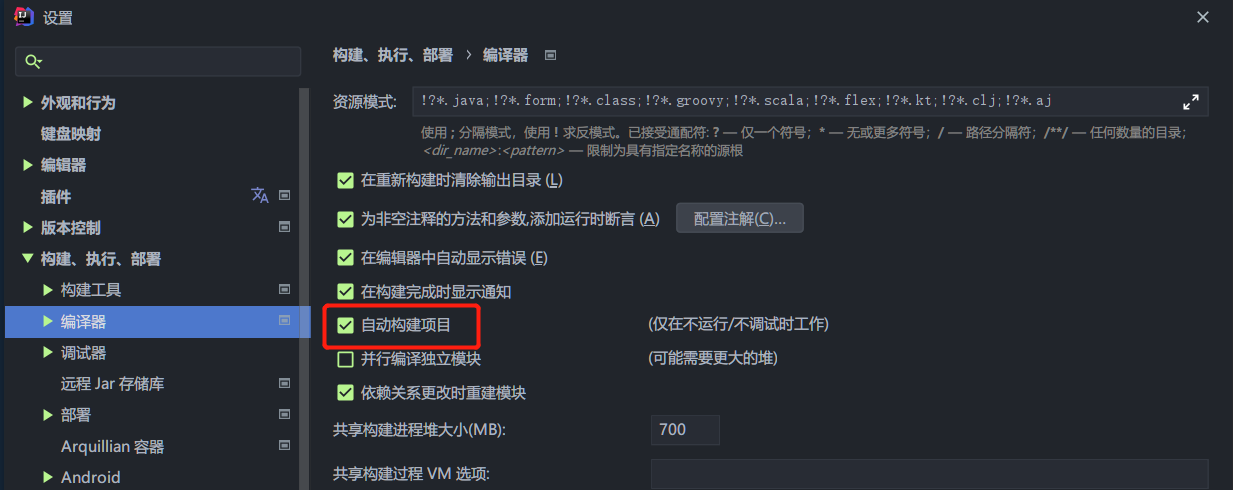 设置
构建、执行、部署 › 编译器
外观和行为
键盘映射
编辑器
插件
版本控制
构建、执行、部署
构建工具
编译器
调试器
远程 Jar 存储库
部署
Arquillian 容器
Android
资源模式:
!?*.java;!?*.form;!?*.class;!?*.groovy;!?*.scala;!?*.flex;!?*.kt;!?*.clj;!?*.aj
使用 ; 分隔模式，使用 ! 求反模式。已接受通配符: ? — 仅一个符号；* — 无或更多符号；/ — 路径分隔符；/**/ — 任何数量的目录；
<dir_name>:<pattern> — 限制为具有指定名称的源根
在重新构建时清除输出目录 (L)
为非空注释的方法和参数,添加运行时断言 (A) 配置注解(C)...
在编辑器中自动显示错误 (E)
在构建完成时显示通知
自动构建项目 (仅在不运行/不调试时工作)
并行编译独立模块 (可能需要更大的堆)
依赖关系更改时重建模块
共享构建进程堆大小(MB): 700
共享构建过程 VM 选项: